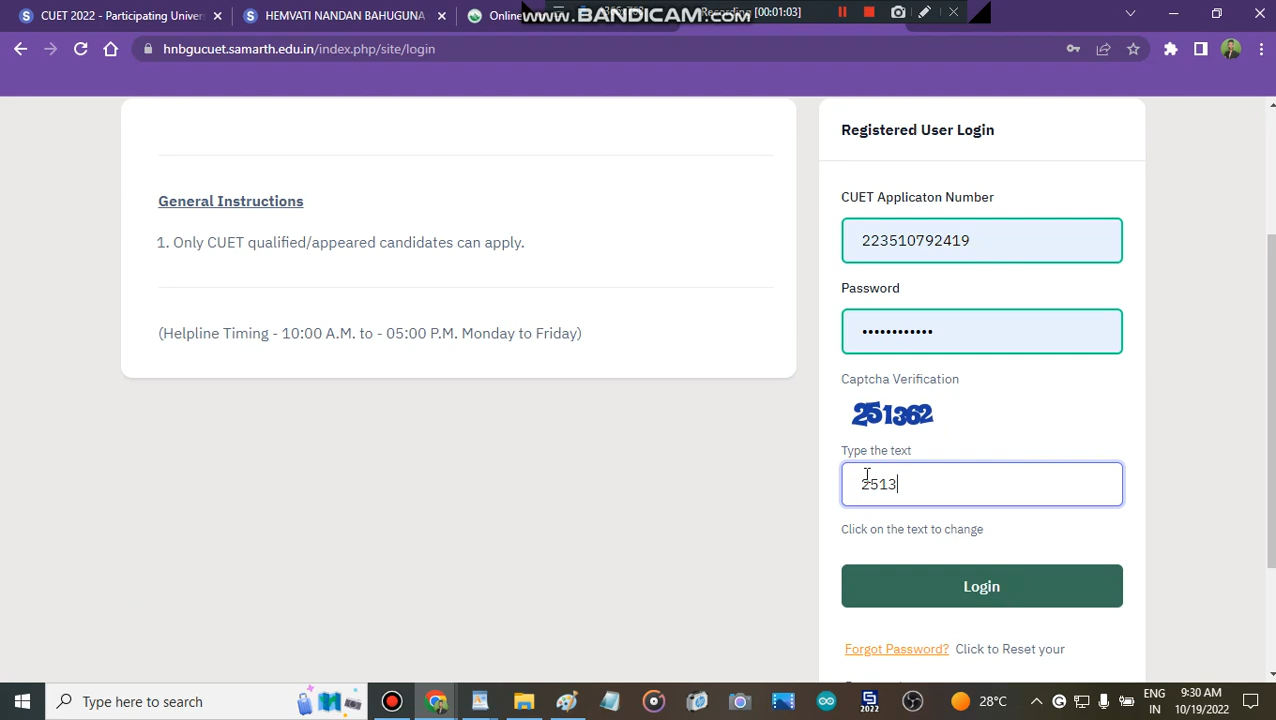 CUET 2022 - Participating Univer
HEMVATI NANDAN BAHUGUNA
Onlin
www.BANDICAM.com
Recording [00:01:03]
hnbgucuet.samarth.edu.in/index.php/site/login
Registered User Login
General Instructions
1. Only CUET qualified/appeared candidates can apply.
(Helpline Timing - 10:00 A.M. to - 05:00 P.M. Monday to Friday)
CUET Applicaton Number
223510792419
Password
••••••••••••
Captcha Verification
251362
Type the text
2513
Click on the text to change
Login
Forgot Password? Click to Reset your
Type here to search
2022
28°C
ENG
IN
9:30 AM
10/19/2022